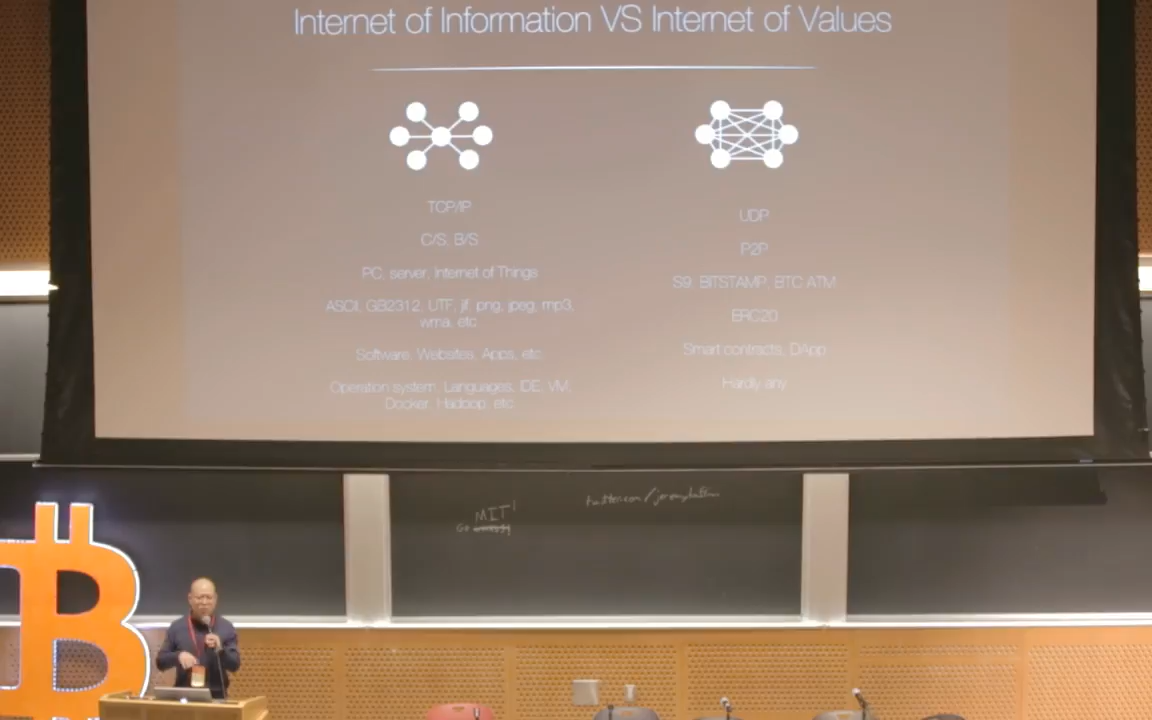 Internet of Information VS Internet of Values
TCP/IP
C/S, B/S
PC, server, Internet of Things
ASCII, GB2312, UTF, jif, png, jpeg, mp3,
wma, etc
Software, Websites, Apps, etc
Operation system, Languages, IDE, VM,
Docker, Hadoop, etc
UDP
P2P
S9, BITSTAMP, BTC ATM
ERC20
Smart contracts, DApp
Hardly any
MIT!
Go